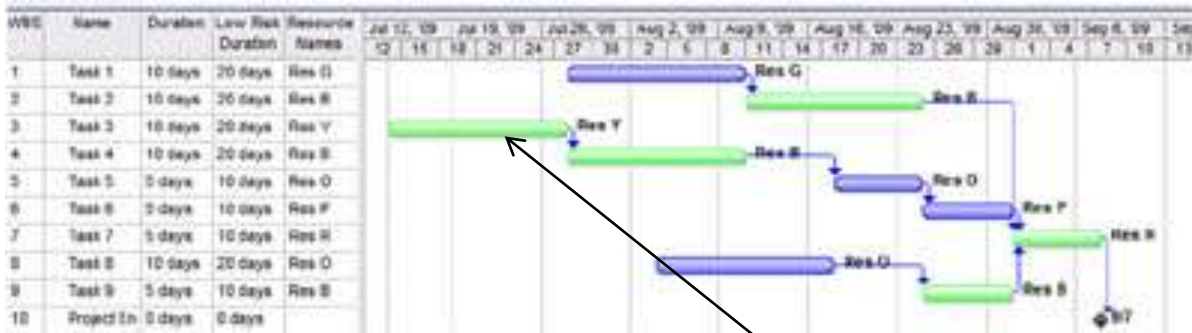 WBS Name Duration Low Risk Duration Resource Names
Jul 12, '09 Jul 19, '09 Jul 26, '09 Aug 2, '09 Aug 9, '09 Aug 16, '09 Aug 23, '09 Aug 30, '09 Sep 6, '09 Sep
12 15 18 21 24 27 30 2 5 8 11 14 17 20 23 26 29 1 4 7 10 13
1 Task 1 10 days 20 days Res G Res G
2 Task 2 10 days 20 days Res R Res R
3 Task 3 10 days 20 days Res Y Res Y
4 Task 4 10 days 20 days Res B Res B
5 Task 5 5 days 10 days Res O Res O
6 Task 6 5 days 10 days Res P Res P
7 Task 7 5 days 10 days Res R Res R
8 Task 8 10 days 20 days
9 Task 9 5 days 10 days Res B
10 Project En 0 days 0 days 9/7